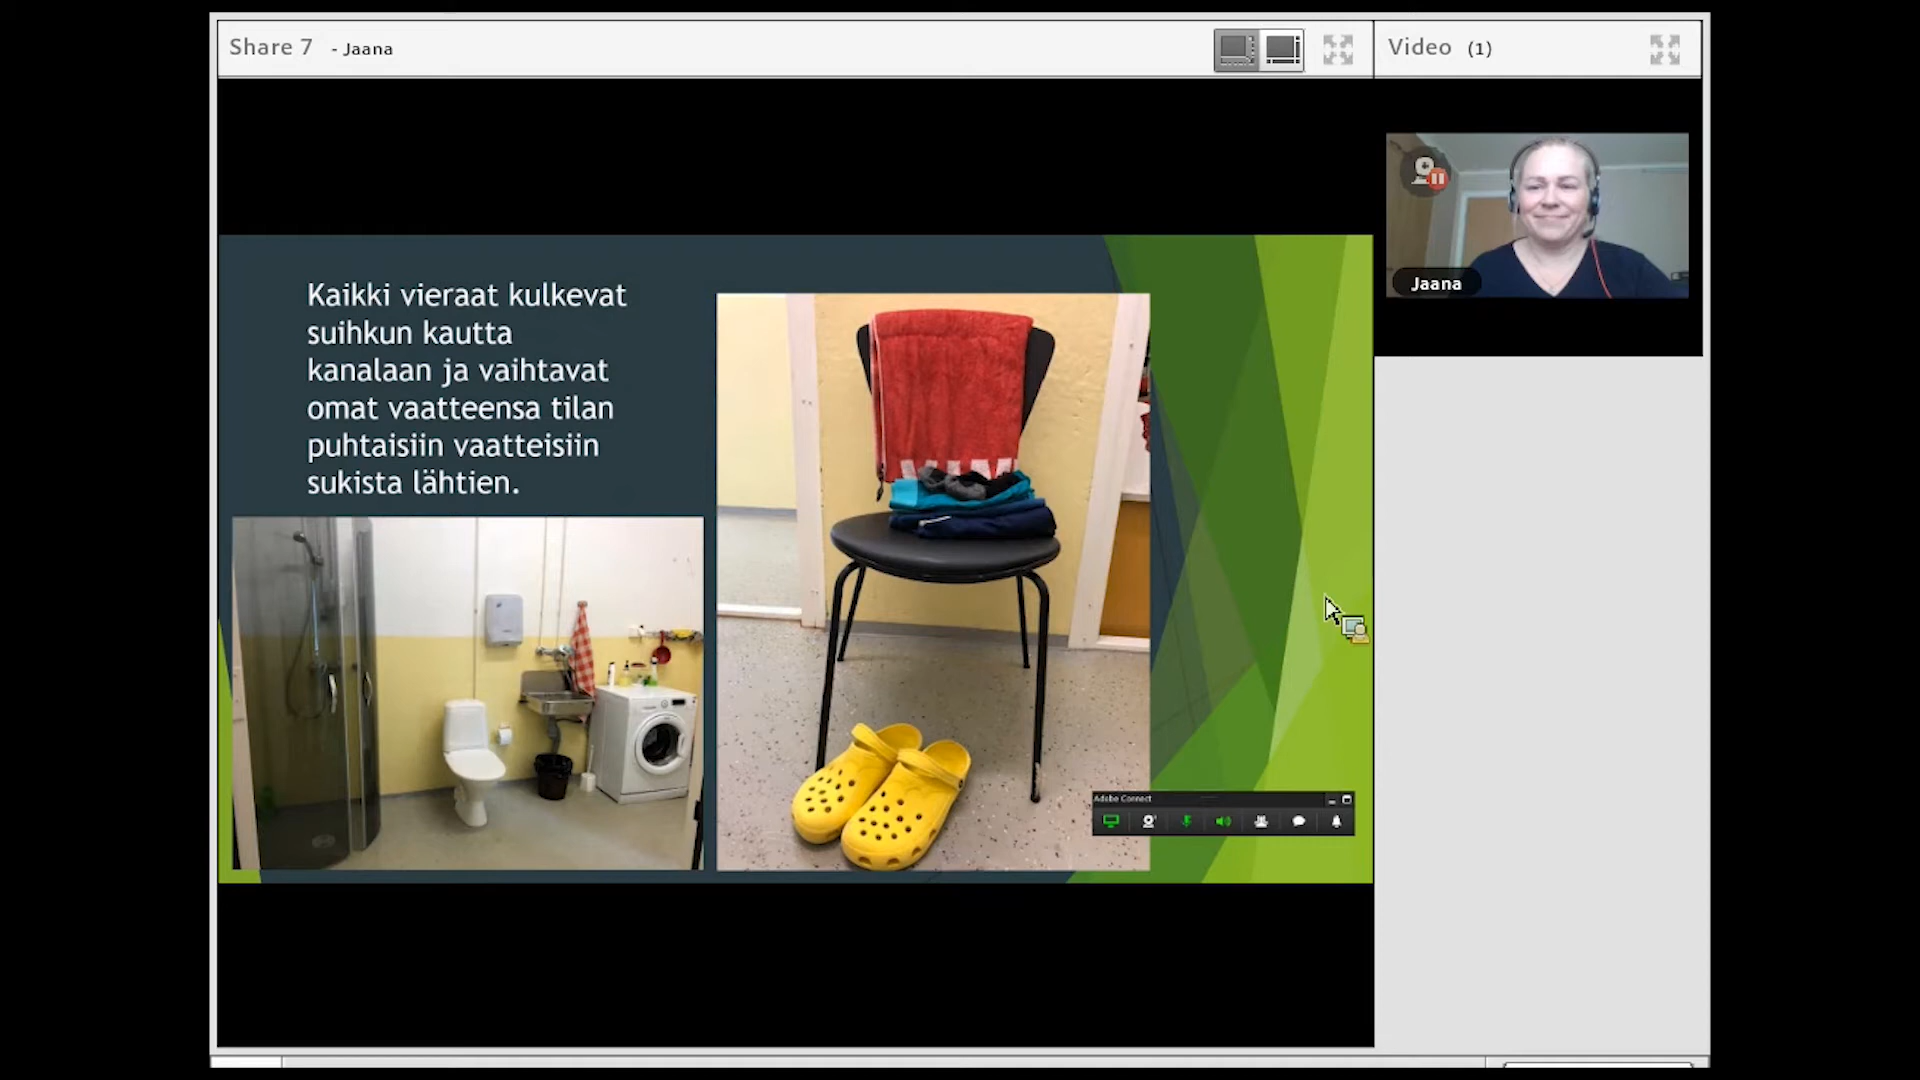 Share 7 - Jaana
Video (1)
Jaana
Kaikki vieraat kulkevat
suihkun kautta
kanalaan ja vaihtavat
omat vaatteensa tilan
puhtaisiin vaatteisiin
sukista lähtien.
Adobe Connect